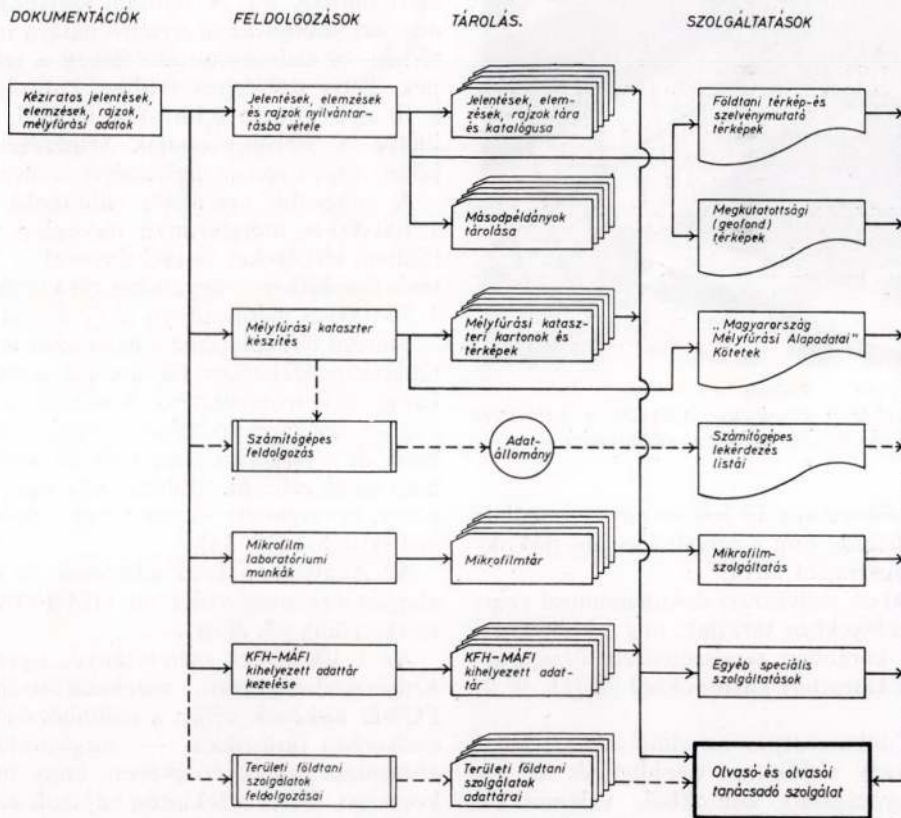 DOKUMENTÁCIÓK
FELDOLGOZÁSOK
TÁROLÁS.
SZOLGÁLTATÁSOK
Kéziratos jelentések,
elemzések, rajzok,
mélyfúrási adatok
Jelentések, elemzések
és rajzok nyilvántar-
tásba vétele
Jelentések, elem-
zések, rajzok tára
és katalógusa
Földtani térkép-és
szelvénymutató
térképek
Másodpéldányok
tárolása
Megkutatottsági
(geofond)
térképek
Mélyfúrási kataszter
készítés
Mélyfúrási katasz-
teri kartonok és
térképek
„Magyarország
Mélyfúrási Alapadatai"
Kötetek
Számítógépes
feldolgozás
Adat-
állomány
Számítógépes
lekérdezés
listái
Mikrofilm
laboratóriumi
munkák
Mikrofilmtár
Mikrofilm-
szolgáltatás
KFH-MÁFI
kihelyezett adattár
kezelése
KFH-MÁFI
kihelyezett adat-
tár
Egyéb speciális
szolgáltatások
Területi földtani
szolgálatok
feldolgozásai
Területi földtani
szolgálatok
adattárai
Olvasó és olvasói
tanácsadó szolgálat